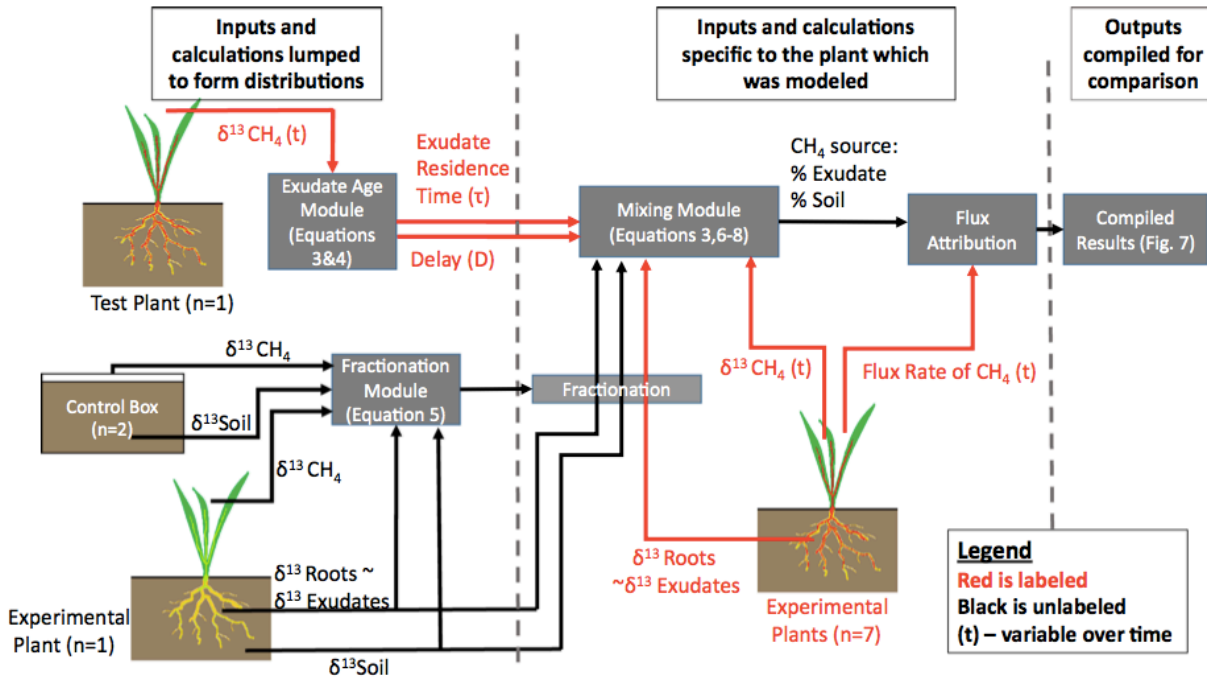 Inputs and
calculations lumped
to form distributions
Inputs and calculations
specific to the plant which
was modeled
Outputs
compiled for
comparison
δ¹³ CH₄ (t)
Exudate
Residence
Time (τ)
Delay (D)
Exudate Age
Module
(Equations
3&4)
Test Plant (n=1)
Mixing Module
(Equations 3,6-8)
CH₄ source:
% Exudate
% Soil
Flux
Attribution
Compiled
Results (Fig. 7)
δ¹³ CH₄
Control Box
(n=2)
δ¹³Soil
Fractionation
Module
(Equation 5)
Fractionation
δ¹³ CH₄
δ¹³ CH₄ (t)
Flux Rate of CH₄ (t)
δ¹³ Roots ~
δ¹³ Exudates
Experimental
Plant (n=1)
δ¹³Soil
δ¹³ Roots
~δ¹³ Exudates
Experimental
Plants (n=7)
Legend
Red is labeled
Black is unlabeled
(t) – variable over time